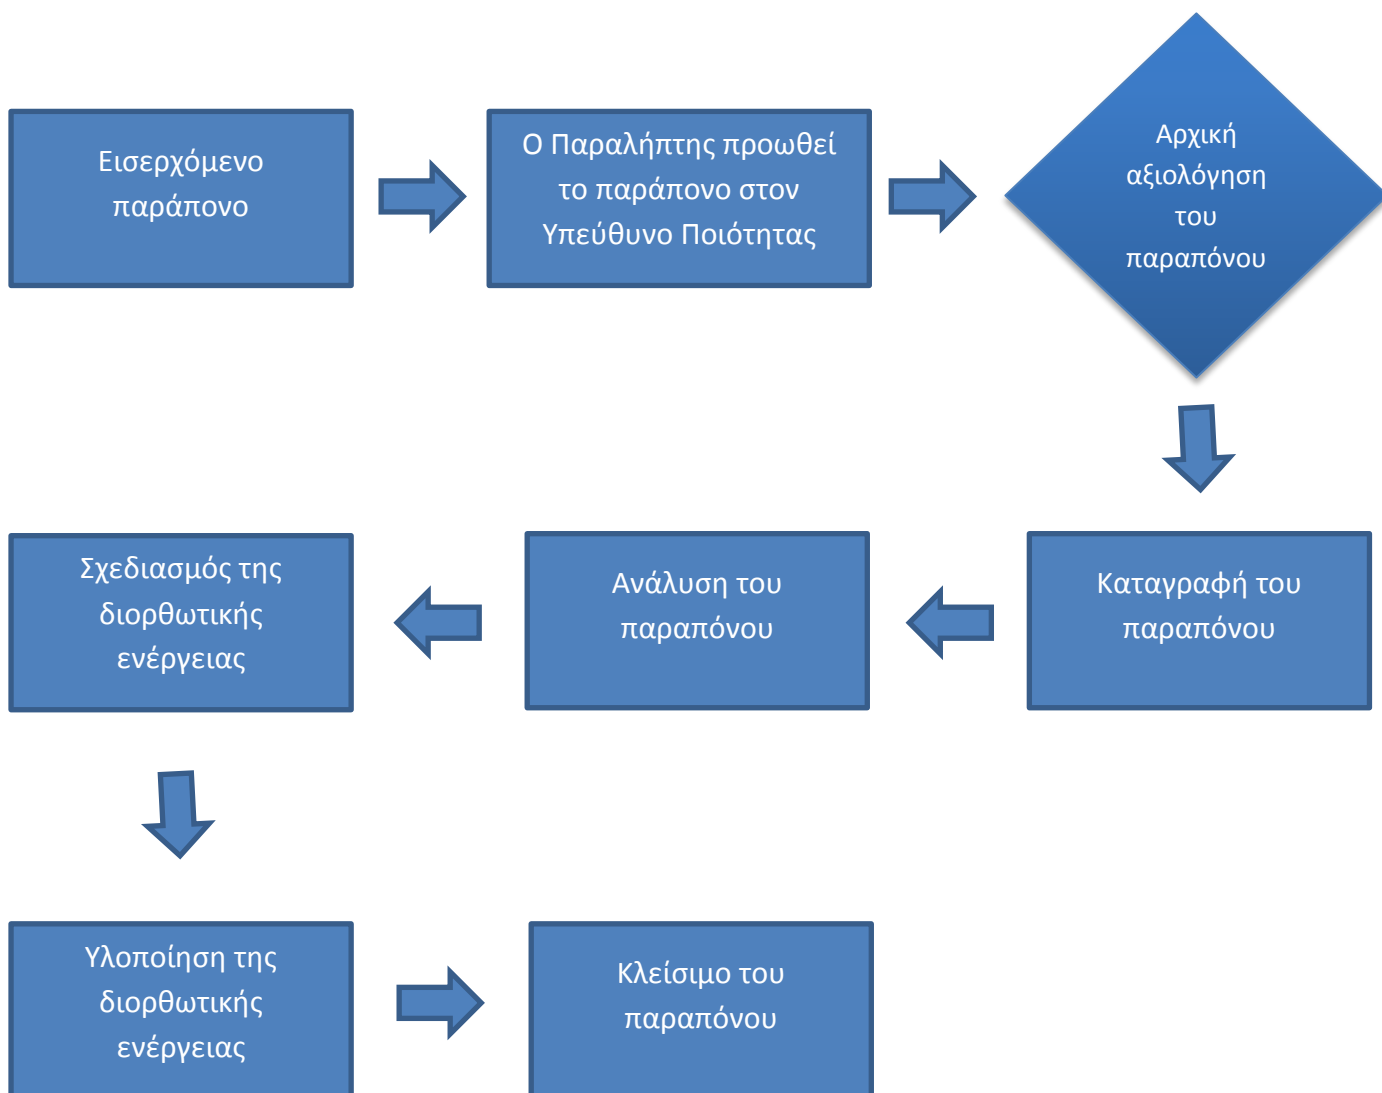 Εισερχόμενο
παράπονο
Ο Παραλήπτης προωθεί
το παράπονο στον
Υπεύθυνο Ποιότητας
Αρχική
αξιολόγηση
του
παραπόνου
Καταγραφή του
παραπόνου
Ανάλυση του
παραπόνου
Σχεδιασμός της
διορθωτικής
ενέργειας
Υλοποίηση της
διορθωτικής
ενέργειας
Κλείσιμο του
παραπόνου